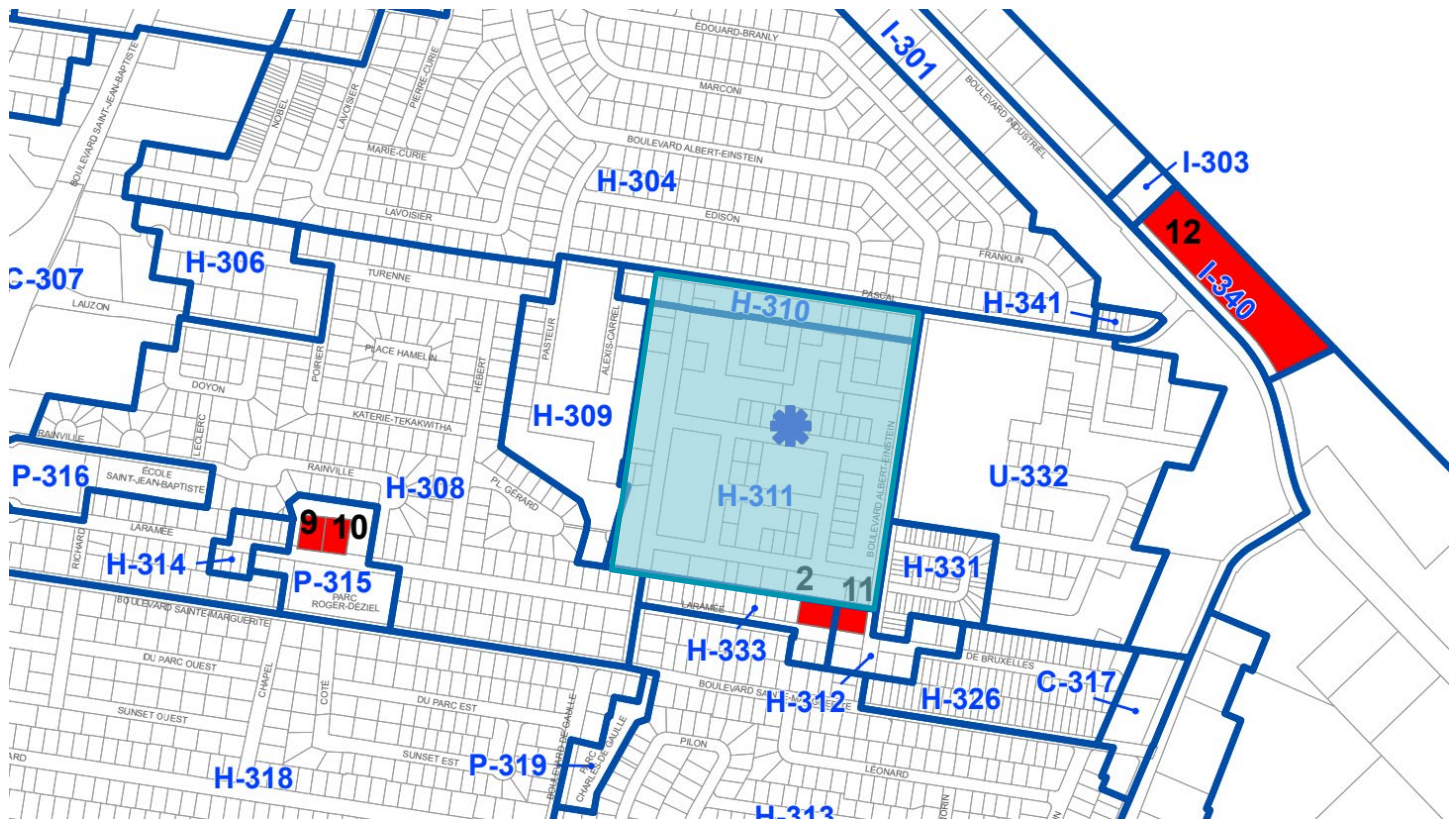 ÉDOUARD-BRANLY
I-301
BOULEVARD SAINT-JEAN-BAPTISTE
PIERRE-CURIE
MARCONI
BOULEVARD INDUSTRIEL
NOBEL
LAVOISIER
MARIE-CURIE
BOULEVARD ALBERT-EINSTEIN
I-303
H-304
LAVOISIER
EDISON
12
H-306
TURENNE
FRANKLIN
C-307
I-340
LAUZON
H-310
PASCAL
H-341
PASTEUR
ALEXIS-CARREL
PLACE HAMELIN
POIRIER
HÉBERT
DOYON
H-309
KATERIE-TEKAKWITHA
LECLERC
RAINVILLE
ÉCOLE
SAINT-JEAN-BAPTISTE
P-316
RAINVILLE
H-308
PL. GÉRARD
H-311
BOULEVARD ALBERT-EINSTEIN
U-332
9
10
LARAMÉE
RICHARD
H-314
P-315
PARC
ROGER-DÉZIEL
2
11
H-331
LARAMÉE
BOULEVARD SAINTE-MARGUERITE
H-333
DE BRUXELLES
DU PARC OUEST
CHAPEL
CÔTÉ
BOULEVARD SAINTE-MARGUERITE
H-312
H-326
C-317
DU PARC EST
SUNSET OUEST
BOULEVARD DE GAULLE
PARC
CHARLES-DE GAULLE
PILON
SUNSET EST
P-319
LÉONARD
H-318
H-313